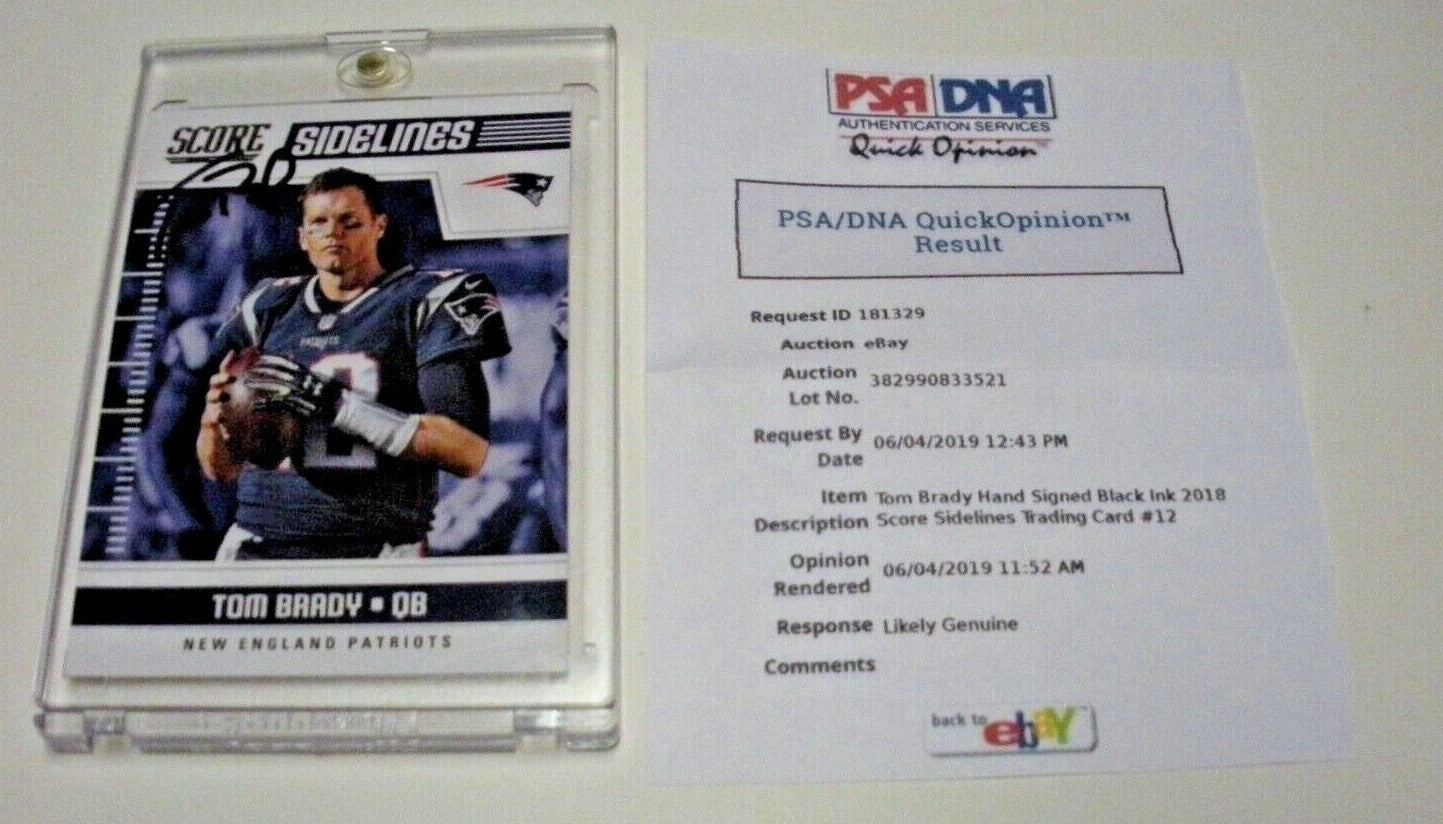 SCORE SIDELINES
PATRIOTS
TOM BRADY • QB
NEW ENGLAND PATRIOTS
PSA DNA
AUTHENTICATION SERVICES
Quick Opinion™
PSA/DNA QuickOpinion™
Result
Request ID 181329
Auction eBay
Auction Lot No. 382990833521
Request By Date 06/04/2019 12:43 PM
Item Description Tom Brady Hand Signed Black Ink 2018
Score Sidelines Trading Card #12
Opinion Rendered 06/04/2019 11:52 AM
Response Likely Genuine
Comments
back to ebaY